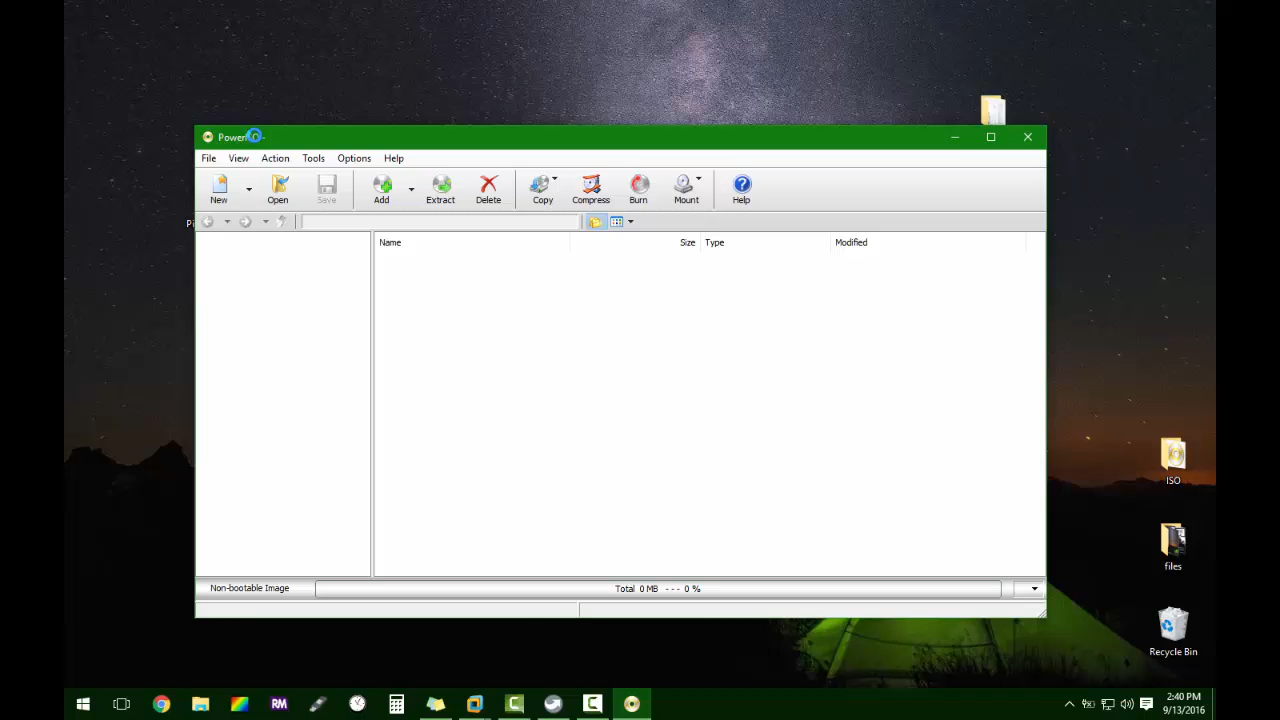 File View Action Tools Options Help
New Open Save Add Extract Delete Copy Compress Burn Mount Help
Name Size Type Modified
ISO
files
Non-bootable Image Total 0 MB --- 0 %
Recycle Bin
RM
2:40 PM
9/13/2016